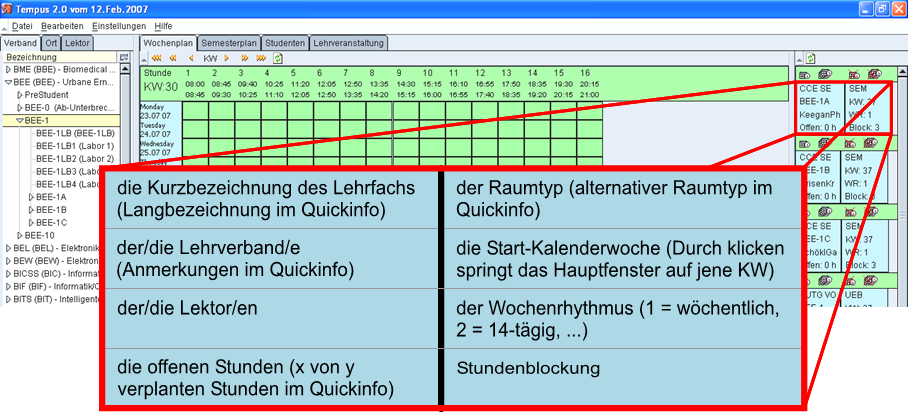 Tempus 2.0 vom 12.Feb.2007
Datei Bearbeiten Einstellungen Hilfe
Verband Ort Lektor
Wochenplan Semesterplan Studenten Lehrveranstaltung
Bezeichnung
KW
BME (BBE) - Biomedical ...
BEE (BEE) - Urbane Ern...
PreStudent
BEE-0 (Ab-Unterbrec...
BEE-1
BEE-1LB (BEE-1LB)
BEE-1LB1 (Labor 1)
BEE-1LB2 (Labor 2)
BEE-1LB3 (Labo
BEE-1LB4 (Labo
BEE-1A
BEE-1B
BEE-1C
BEE-10
BEL (BEL) - Elektronik
BEW (BEW) - Elektron
BICSS (BIC) - Informat
BIF (BIF) - Informatik/C
BITS (BIT) - Intelligente
Stunde 1 2 3 4 5 6 7 8 9 10 11 12 13 14 15 16
KW:30 08:00 08:45 09:40 10:25 11:20 12:05 12:50 13:35 14:30 15:15 16:10 16:55 17:50 18:35 19:30 20:15
08:45 09:30 10:25 11:10 12:05 12:50 13:35 14:20 15:15 16:00 16:55 17:40 18:35 19:20 20:15 21:00
Monday
23.07 07
Tuesday
24.07 07
Wednesday
25.07 07
CCE SE SEM
BEE-1A KW: 37
KeeganPh WR: 1
Offen: 0 h Block: 3
CCE SE SEM
EE-1B KW: 37
risenKr WR: 1
ffen: 0 h Block: 3
CCE SE SEM
EE-1C KW: 37
chöklGa WR: 1
ffen: 0 h Block: 3
UTG VO UEB
KW: 37
WR: 1
Block: 3
die Kurzbezeichnung des Lehrfachs
(Langbezeichnung im Quickinfo)
der Raumtyp (alternativer Raumtyp im
Quickinfo)
der/die Lehrverband/e
(Anmerkungen im Quickinfo)
die Start-Kalenderwoche (Durch klicken
springt das Hauptfenster auf jene KW)
der/die Lektor/en
der Wochenrhythmus (1 = wöchentlich,
2 = 14-tägig, ...)
die offenen Stunden (x von y
verplanten Stunden im Quickinfo)
Stundenblockung